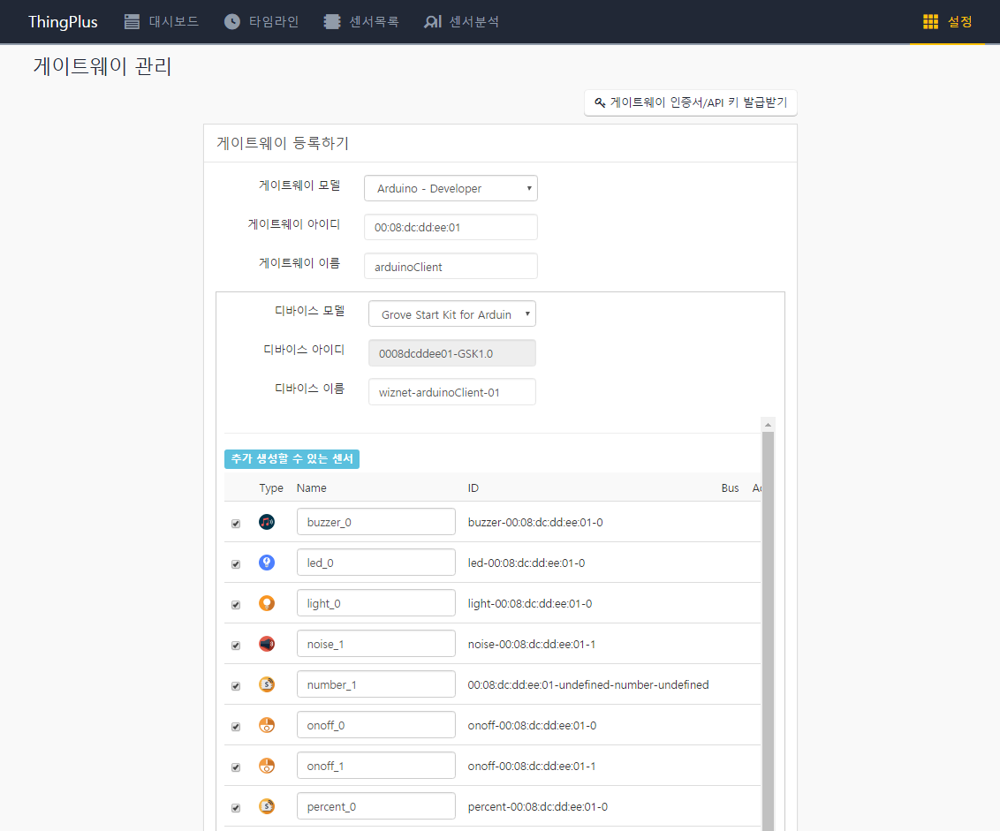 ThingPlus 대시보드 타임라인 센서목록 센서분석 설정
게이트웨이 관리
게이트웨이 인증서/API 키 발급받기
게이트웨이 등록하기
게이트웨이 모델 Arduino - Developer
게이트웨이 아이디 00:08:dc:dd:ee:01
게이트웨이 이름 arduinoClient
디바이스 모델 Grove Start Kit for Arduin
디바이스 아이디 0008dcddee01-GSK1.0
디바이스 이름 wiznet-arduinoClient-01
추가 생성할 수 있는 센서
Type Name ID Bus
buzzer_0 buzzer-00:08:dc:dd:ee:01-0
led_0 led-00:08:dc:dd:ee:01-0
light_0 light-00:08:dc:dd:ee:01-0
noise_1 noise-00:08:dc:dd:ee:01-1
number_1 00:08:dc:dd:ee:01-undefined-number-undefined
onoff_0 onoff-00:08:dc:dd:ee:01-0
onoff_1 onoff-00:08:dc:dd:ee:01-1
percent_0 percent-00:08:dc:dd:ee:01-0